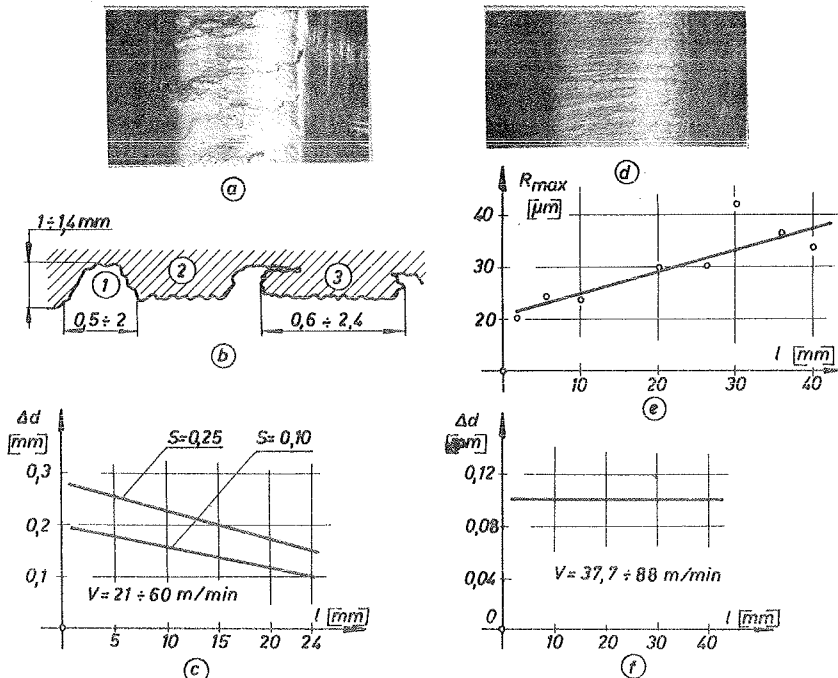 a
d
1÷1,4 mm
1
2
3
0,5÷2
0,6÷2,4
b
Rmax
[μm]
40
30
20
10
20
30
40
l [mm]
e
Δd
[mm]
S=0,25
S=0,10
0,3
0,2
0,1
V=21÷60 m/min
l [mm]
5
10
15
20
24
c
Δd
0,12
0,08
0,04
0
V=37,7÷88 m/min
l [mm]
10
20
30
40
f